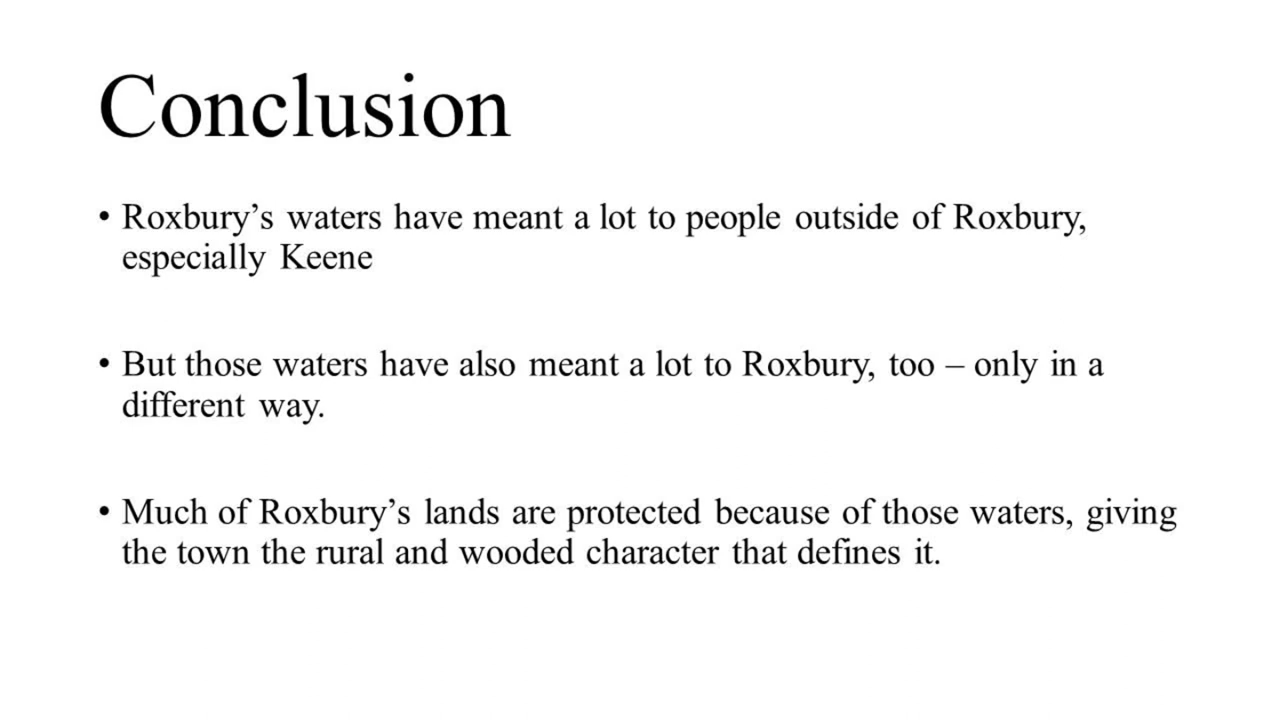 Conclusion
• Roxbury’s waters have meant a lot to people outside of Roxbury,
especially Keene
• But those waters have also meant a lot to Roxbury, too – only in a
different way.
• Much of Roxbury’s lands are protected because of those waters, giving
the town the rural and wooded character that defines it.